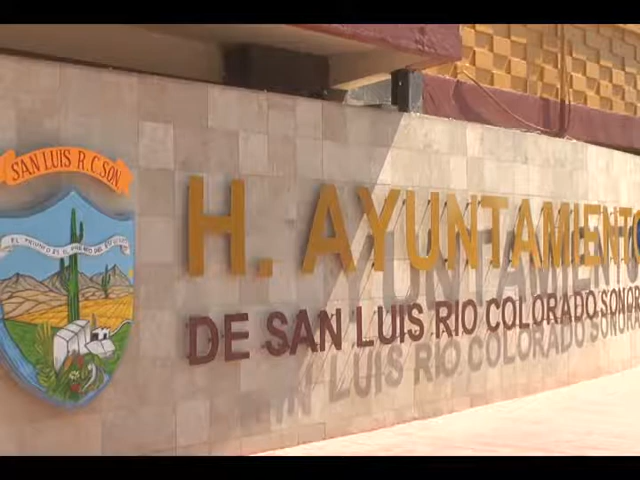 SAN LUIS R.C. SON.
H. AYUNTAMIENTO
DE SAN LUIS RIO COLORADO SONORA